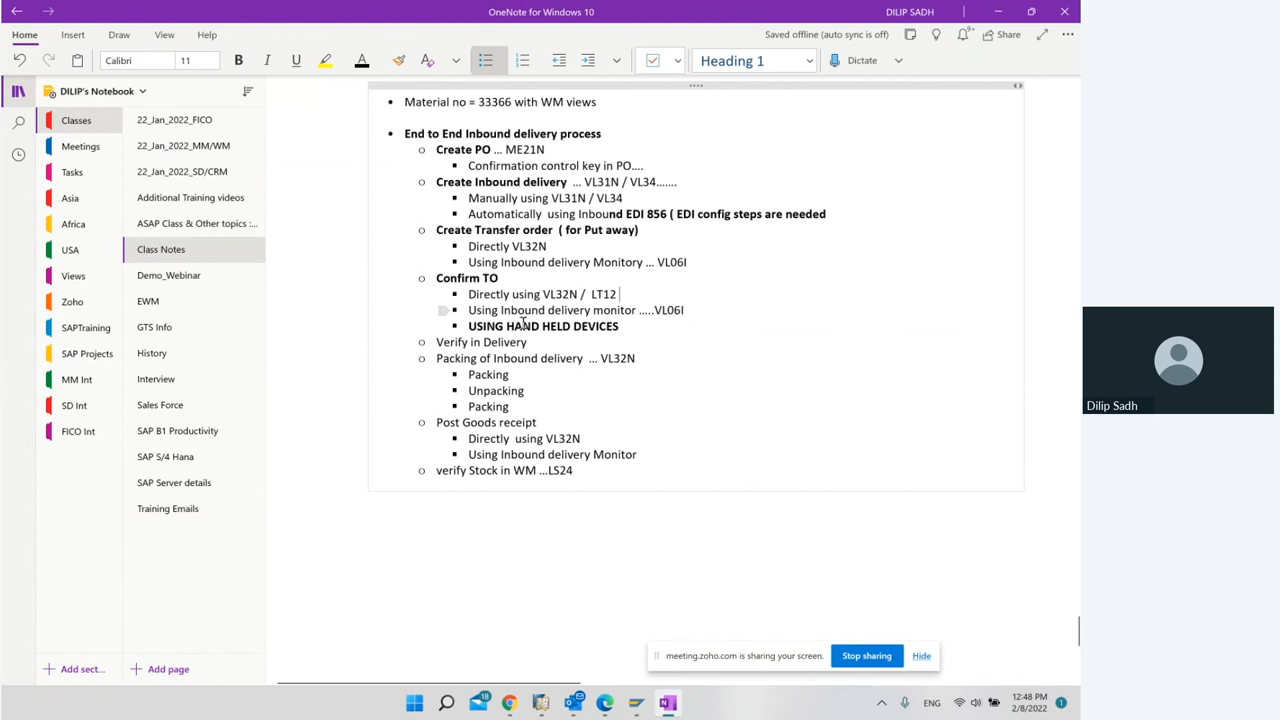 OneNote for Windows 10
DILIP SADH
Home Insert Draw View Help
Saved offline (auto sync is off)
Share
Calibri 11 B I U A Heading 1 Dictate
DILIP's Notebook
Classes
Meetings
Tasks
Asia
Africa
USA
Views
Zoho
SAPTraining
SAP Projects
MM Int
SD Int
FICO Int
Add sect...
22_Jan_2022_FICO
22_Jan_2022_MM/WM
22_Jan_2022_SD/CRM
Additional Training videos
ASAP Class & Other topics :...
Class Notes
Demo_Webinar
EWM
GTS Info
History
Interview
Sales Force
SAP B1 Productivity
SAP S/4 Hana
SAP Server details
Training Emails
Add page
• Material no = 33366 with WM views
• End to End Inbound delivery process
o Create PO ... ME21N
▪ Confirmation control key in PO....
o Create Inbound delivery ... VL31N / VL34.......
▪ Manually using VL31N / VL34
▪ Automatically using Inbound EDI 856 ( EDI config steps are needed
o Create Transfer order ( for Put away)
▪ Directly VL32N
▪ Using Inbound delivery Monitory ... VL06I
o Confirm TO
▪ Directly using VL32N / LT12
▪ Using Inbound delivery monitor .....VL06I
▪ USING HAND HELD DEVICES
o Verify in Delivery
o Packing of Inbound delivery ... VL32N
▪ Packing
▪ Unpacking
▪ Packing
o Post Goods receipt
▪ Directly using VL32N
▪ Using Inbound delivery Monitor
o verify Stock in WM ...LS24
Dilip Sadh
meeting.zoho.com is sharing your screen. Stop sharing Hide
18
ENG
12:48 PM
2/8/2022
1